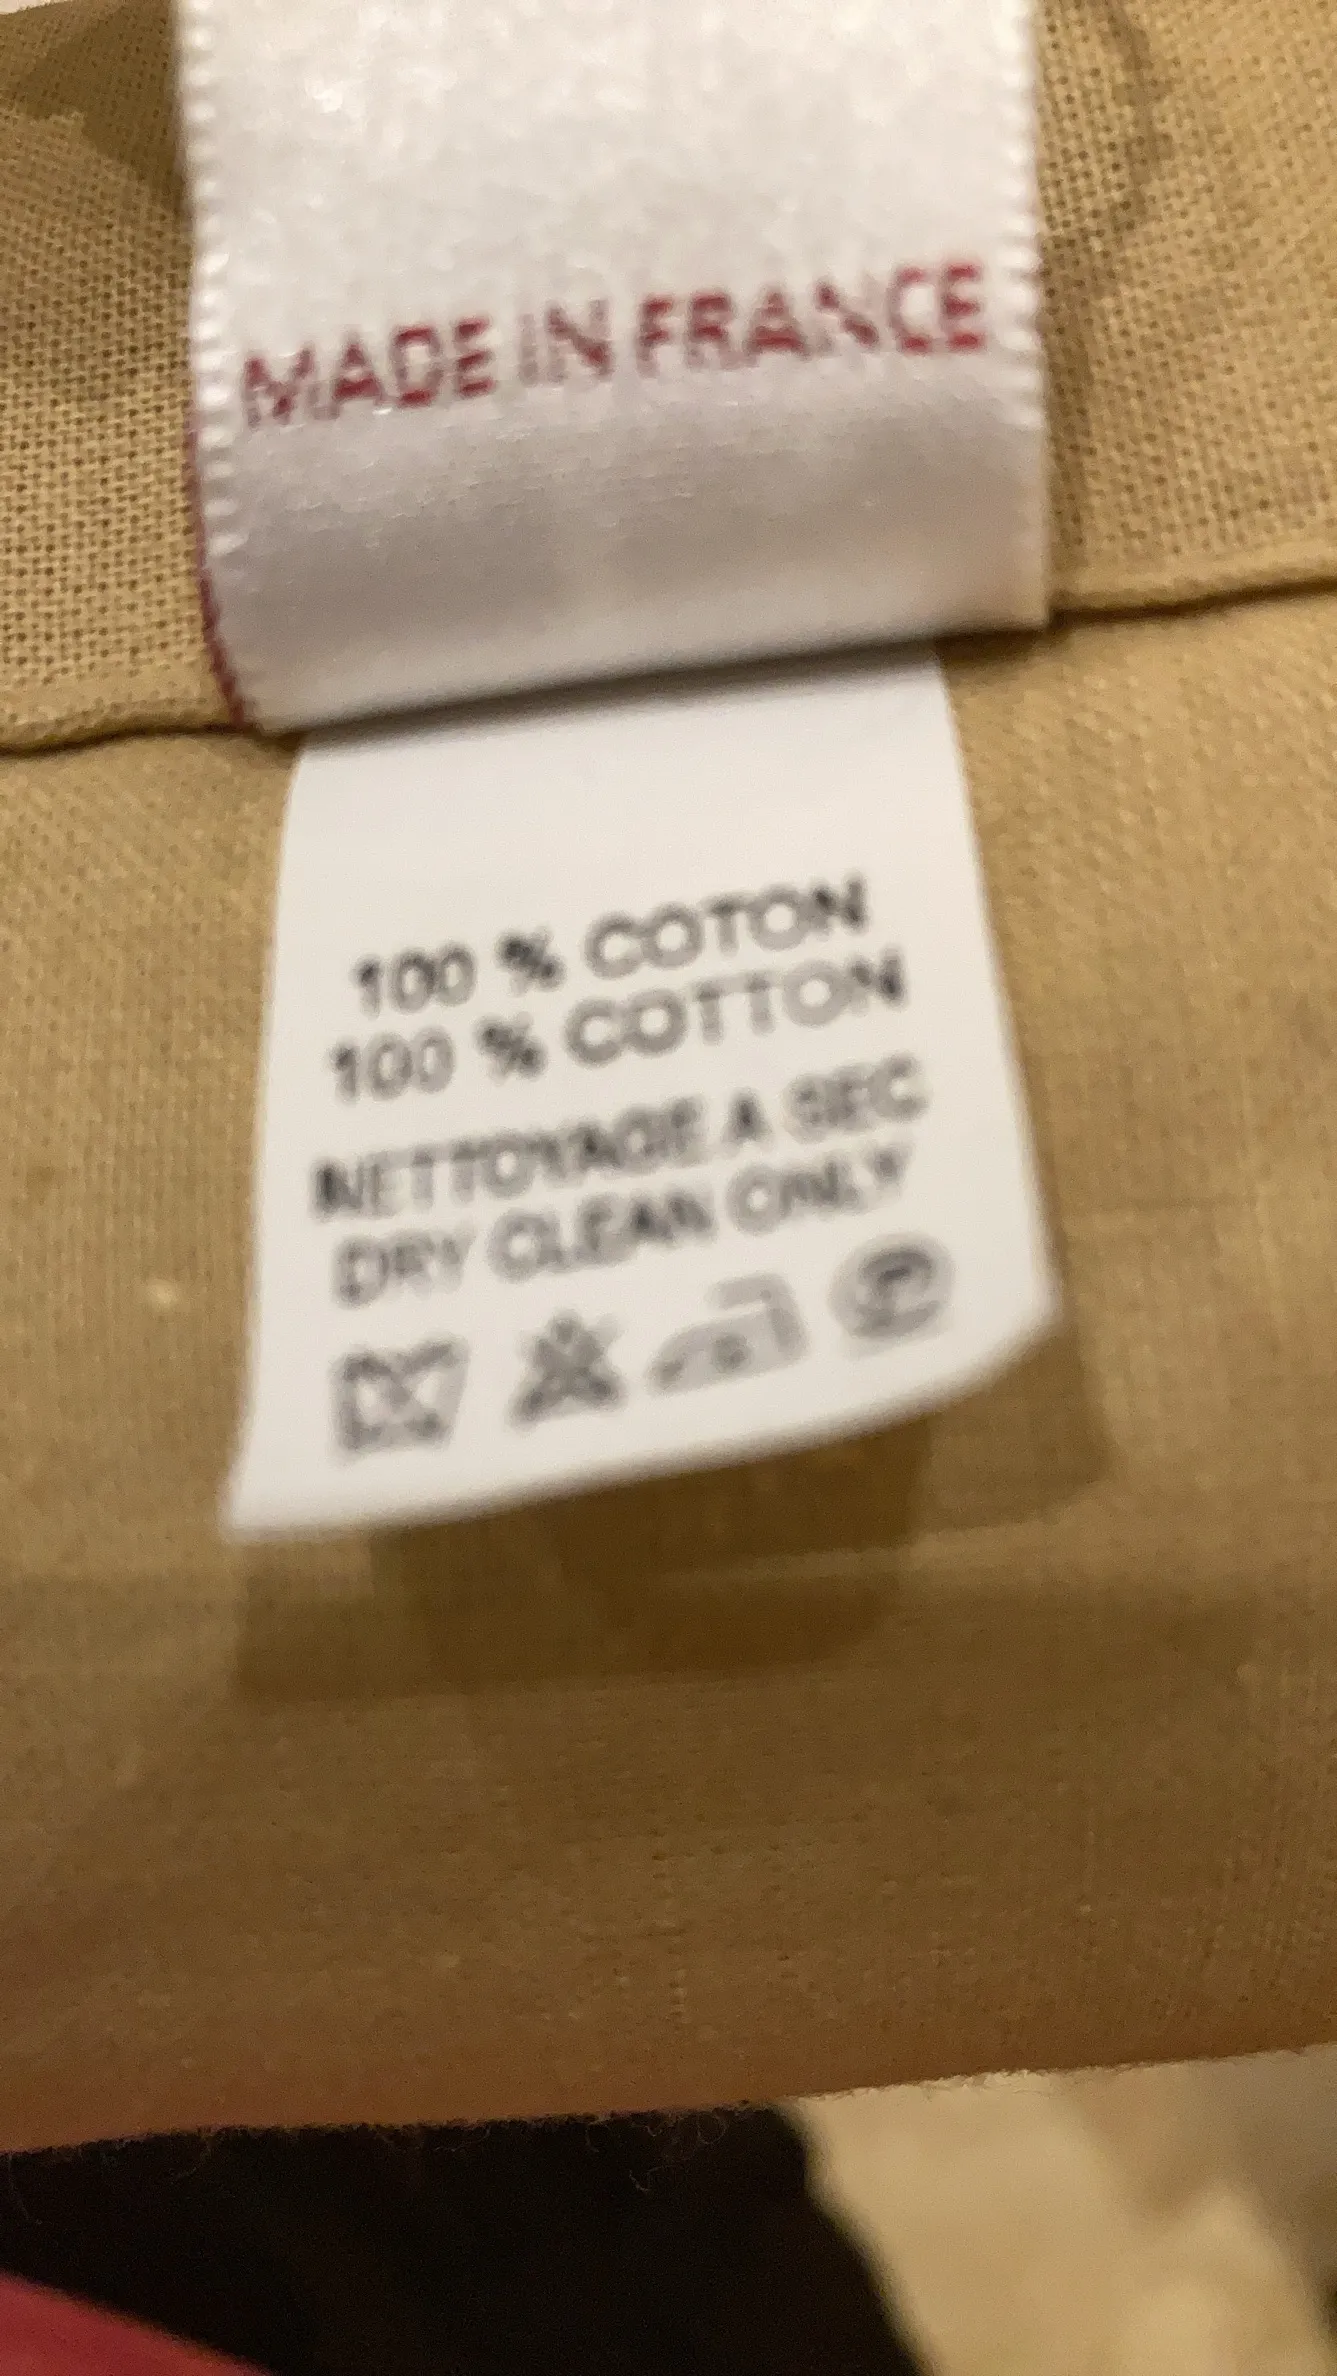 MADE IN FRANCE
100 % COTON
100 % COTTON
NETTOYAGE A SEC
DRY CLEAN ONLY
P